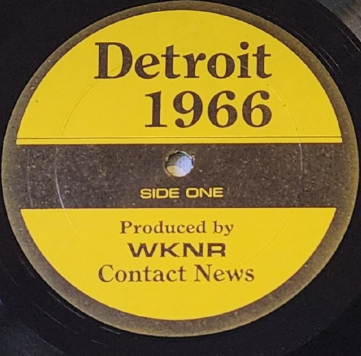 Detroit
1966
SIDE ONE
Produced by
WKNR
Contact News